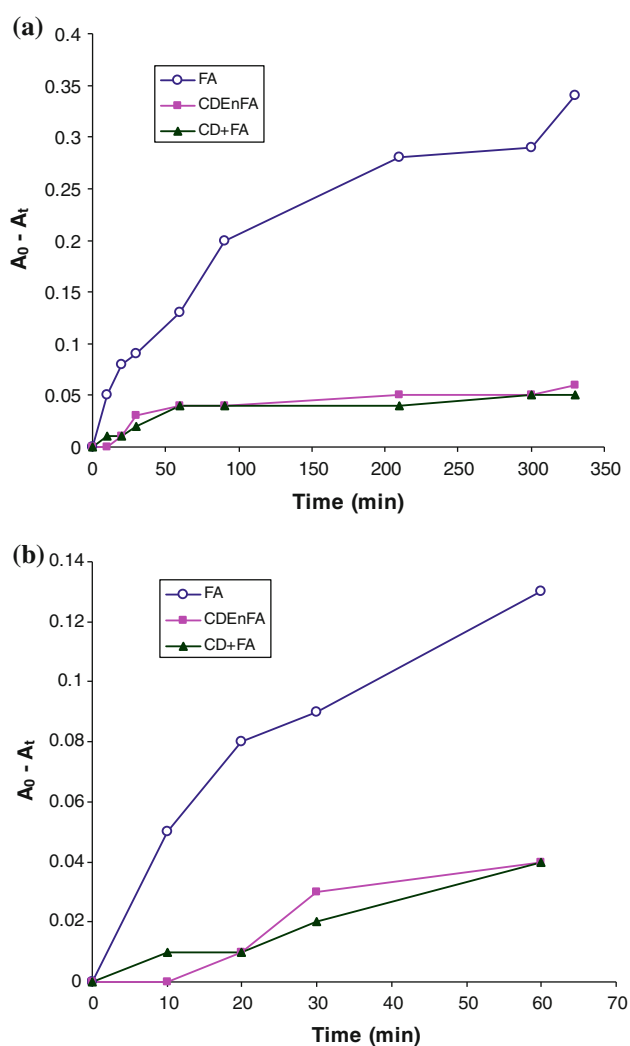 (a)
0.4
0.35
0.3
0.25
0.2
0.15
0.1
0.05
0
A0 - At
FA
CDEnFA
CD+FA
0 50 100 150 200 250 300 350
Time (min)
(b)
0.14
0.12
0.1
0.08
0.06
0.04
0.02
0
A0 - At
FA
CDEnFA
CD+FA
0 10 20 30 40 50 60 70
Time (min)